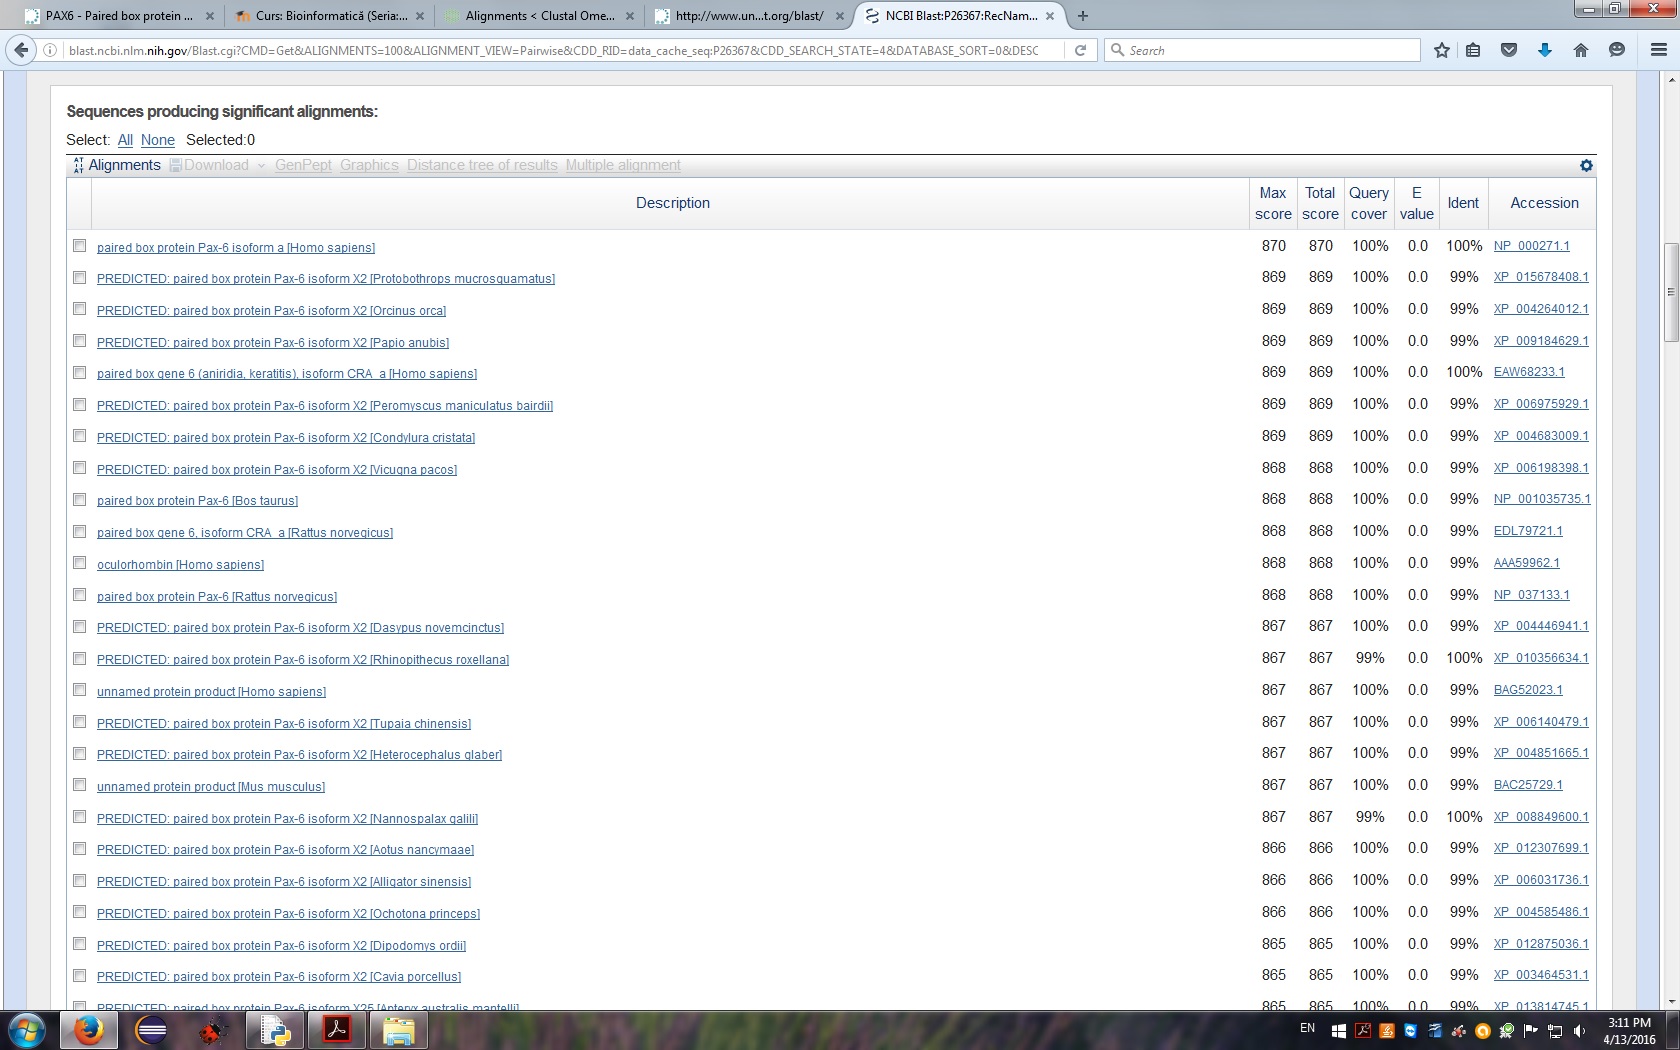 PAX6 - Paired box protein ...
Curs: Bioinformatică (Seria:...
Alignments < Clustal Ome...
http://www.un...t.org/blast/
NCBI Blast:P26367:RecNam...
blast.ncbi.nlm.nih.gov/Blast.cgi?CMD=Get&ALIGNMENTS=100&ALIGNMENT_VIEW=Pairwise&CDD_RID=data_cache_seq:P26367&CDD_SEARCH_STATE=4&DATABASE_SORT=0&DESC
Search
Sequences producing significant alignments:
Select: All None Selected:0
Alignments Download GenPept Graphics Distance tree of results Multiple alignment
Description Max score Total score Query cover E value Ident Accession
paired box protein Pax-6 isoform a [Homo sapiens] 870 870 100% 0.0 100% NP_000271.1
PREDICTED: paired box protein Pax-6 isoform X2 [Protobothrops mucrosquamatus] 869 869 100% 0.0 99% XP_015678408.1
PREDICTED: paired box protein Pax-6 isoform X2 [Orcinus orca] 869 869 100% 0.0 99% XP_004264012.1
PREDICTED: paired box protein Pax-6 isoform X2 [Papio anubis] 869 869 100% 0.0 99% XP_009184629.1
paired box gene 6 (aniridia, keratitis), isoform CRA_a [Homo sapiens] 869 869 100% 0.0 100% EAW68233.1
PREDICTED: paired box protein Pax-6 isoform X2 [Peromyscus maniculatus bairdii] 869 869 100% 0.0 99% XP_006975929.1
PREDICTED: paired box protein Pax-6 isoform X2 [Condylura cristata] 869 869 100% 0.0 99% XP_004683009.1
PREDICTED: paired box protein Pax-6 isoform X2 [Vicugna pacos] 868 868 100% 0.0 99% XP_006198398.1
paired box protein Pax-6 [Bos taurus] 868 868 100% 0.0 99% NP_001035735.1
paired box gene 6, isoform CRA_a [Rattus norvegicus] 868 868 100% 0.0 99% EDL79721.1
oculorhombin [Homo sapiens] 868 868 100% 0.0 99% AAA59962.1
paired box protein Pax-6 [Rattus norvegicus] 868 868 100% 0.0 99% NP_037133.1
PREDICTED: paired box protein Pax-6 isoform X2 [Dasypus novemcinctus] 867 867 100% 0.0 99% XP_004446941.1
PREDICTED: paired box protein Pax-6 isoform X2 [Rhinopithecus roxellana] 867 867 99% 0.0 100% XP_010356634.1
unnamed protein product [Homo sapiens] 867 867 100% 0.0 99% BAG52023.1
PREDICTED: paired box protein Pax-6 isoform X2 [Tupaia chinensis] 867 867 100% 0.0 99% XP_006140479.1
PREDICTED: paired box protein Pax-6 isoform X2 [Heterocephalus glaber] 867 867 100% 0.0 99% XP_004851665.1
unnamed protein product [Mus musculus] 867 867 100% 0.0 99% BAC25729.1
PREDICTED: paired box protein Pax-6 isoform X2 [Nannospalax galili] 867 867 99% 0.0 100% XP_008849600.1
PREDICTED: paired box protein Pax-6 isoform X2 [Aotus nancymaae] 866 866 100% 0.0 99% XP_012307699.1
PREDICTED: paired box protein Pax-6 isoform X2 [Alligator sinensis] 866 866 100% 0.0 99% XP_006031736.1
PREDICTED: paired box protein Pax-6 isoform X2 [Ochotona princeps] 866 866 100% 0.0 99% XP_004585486.1
PREDICTED: paired box protein Pax-6 isoform X2 [Dipodomys ordii] 865 865 100% 0.0 99% XP_012875036.1
PREDICTED: paired box protein Pax-6 isoform X2 [Cavia porcellus] 865 865 100% 0.0 99% XP_003464531.1
PREDICTED: paired box protein Pax-6 isoform X25 [Apteryx australis mantelli] 865 865 100% 0.0 99% XP_013814745.1
EN
3:11 PM
4/13/2016